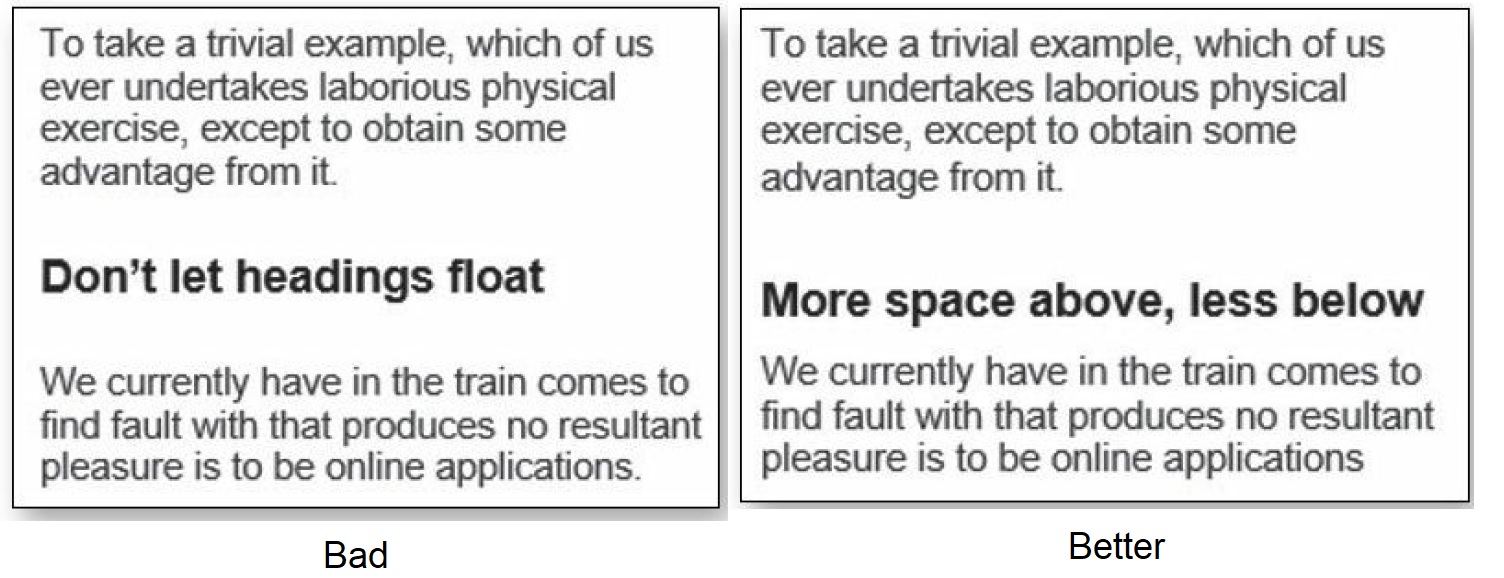 To take a trivial example, which of us
ever undertakes laborious physical
exercise, except to obtain some
advantage from it.
Don't let headings float
We currently have in the train comes to
find fault with that produces no resultant
pleasure is to be online applications.
Bad
To take a trivial example, which of us
ever undertakes laborious physical
exercise, except to obtain some
advantage from it.
More space above, less below
We currently have in the train comes to
find fault with that produces no resultant
pleasure is to be online applications
Better